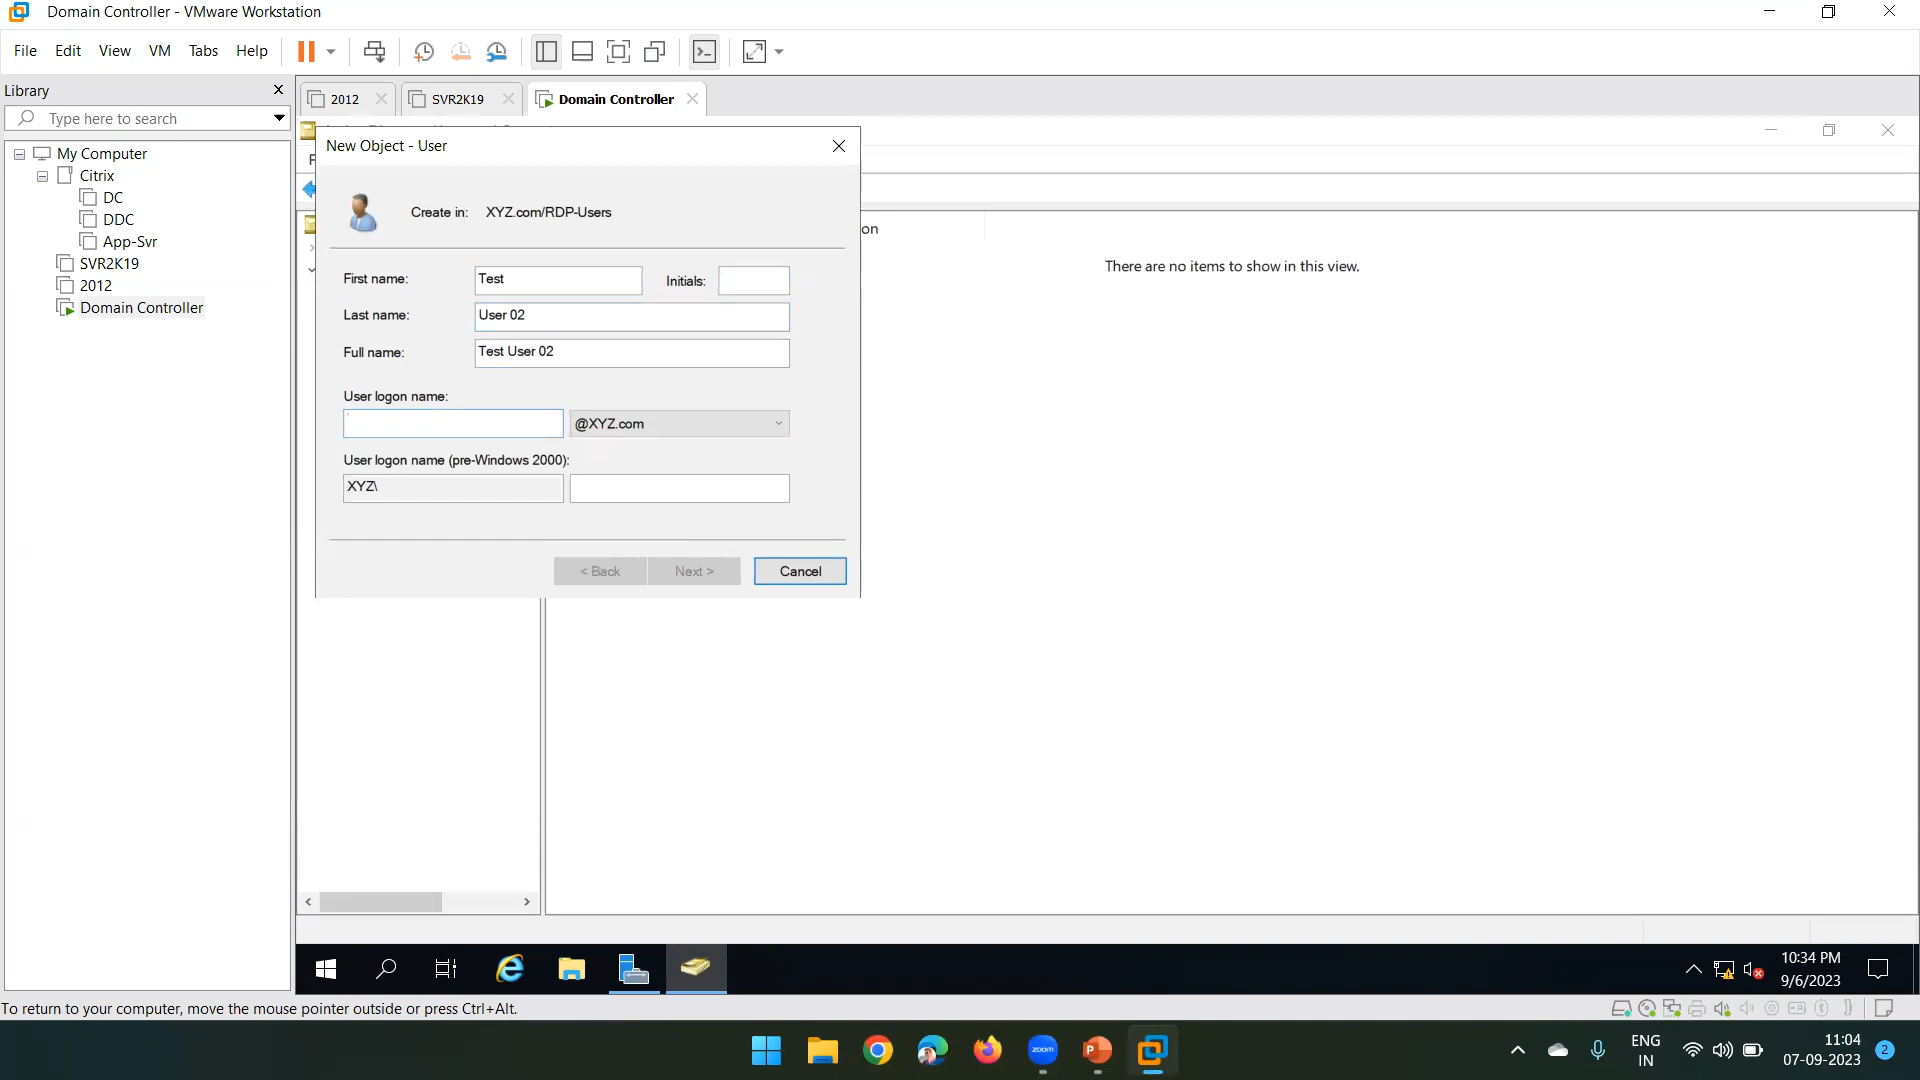 Domain Controller - VMware Workstation
File Edit View VM Tabs Help
Library
Type here to search
2012
SVR2K19
Domain Controller
My Computer
Citrix
DC
DDC
App-Svr
SVR2K19
2012
Domain Controller
New Object - User
Create in: XYZ.com/RDP-Users
First name: Test Initials:
Last name: User 02
Full name: Test User 02
User logon name:
@XYZ.com
User logon name (pre-Windows 2000):
XYZ\
< Back Next > Cancel
on
There are no items to show in this view.
10:34 PM
9/6/2023
To return to your computer, move the mouse pointer outside or press Ctrl+Alt.
zoom
ENG
IN
11:04
07-09-2023
2